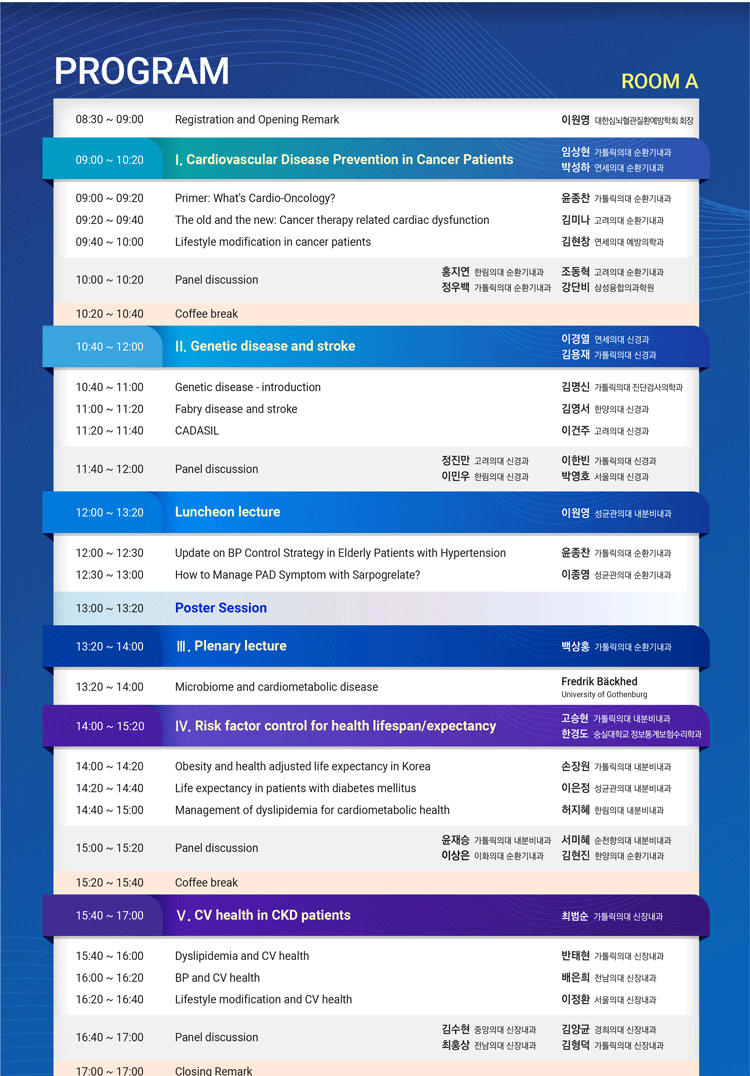 PROGRAM
ROOM A
08:30 ~ 09:00 Registration and Opening Remark 이원영 대한심뇌혈관질환예방학회 회장
09:00 ~ 10:20 Ⅰ. Cardiovascular Disease Prevention in Cancer Patients 임상현 가톨릭의대 순환기내과
박성하 연세의대 순환기내과
09:00 ~ 09:20 Primer: What's Cardio-Oncology? 윤종찬 가톨릭의대 순환기내과
09:20 ~ 09:40 The old and the new: Cancer therapy related cardiac dysfunction 김미나 고려의대 순환기내과
09:40 ~ 10:00 Lifestyle modification in cancer patients 김현창 연세의대 예방의학과
10:00 ~ 10:20 Panel discussion 홍지연 한림의대 순환기내과 조동혁 고려의대 순환기내과
정우백 가톨릭의대 순환기내과 강단비 삼성융합의과학원
10:20 ~ 10:40 Coffee break
10:40 ~ 12:00 Ⅱ. Genetic disease and stroke 이경열 연세의대 신경과
김용재 가톨릭의대 신경과
10:40 ~ 11:00 Genetic disease - introduction 김명신 가톨릭의대 진단검사의학과
11:00 ~ 11:20 Fabry disease and stroke 김영서 한양의대 신경과
11:20 ~ 11:40 CADASIL 이건주 고려의대 신경과
11:40 ~ 12:00 Panel discussion 정진만 고려의대 신경과 이한빈 가톨릭의대 신경과
이민우 한림의대 신경과 박영호 서울의대 신경과
12:00 ~ 13:20 Luncheon lecture 이원영 성균관의대 내분비내과
12:00 ~ 12:30 Update on BP Control Strategy in Elderly Patients with Hypertension 윤종찬 가톨릭의대 순환기내과
12:30 ~ 13:00 How to Manage PAD Symptom with Sarpogrelate? 이종영 성균관의대 순환기내과
13:00 ~ 13:20 Poster Session
13:20 ~ 14:00 Ⅲ. Plenary lecture 백상홍 가톨릭의대 순환기내과
13:20 ~ 14:00 Microbiome and cardiometabolic disease Fredrik Bäckhed
University of Gothenburg
14:00 ~ 15:20 Ⅳ. Risk factor control for health lifespan/expectancy 고승현 가톨릭의대 내분비내과
한경도 숭실대학교 정보통계보험수리학과
14:00 ~ 14:20 Obesity and health adjusted life expectancy in Korea 손장원 가톨릭의대 내분비내과
14:20 ~ 14:40 Life expectancy in patients with diabetes mellitus 이은정 성균관의대 내분비내과
14:40 ~ 15:00 Management of dyslipidemia for cardiometabolic health 허지혜 한림의대 내분비내과
15:00 ~ 15:20 Panel discussion 윤재승 가톨릭의대 내분비내과 서미혜 순천향의대 내분비내과
이상은 이화의대 순환기내과 김현진 한양의대 순환기내과
15:20 ~ 15:40 Coffee break
15:40 ~ 17:00 Ⅴ. CV health in CKD patients 최범순 가톨릭의대 신장내과
15:40 ~ 16:00 Dyslipidemia and CV health 반태현 가톨릭의대 신장내과
16:00 ~ 16:20 BP and CV health 배은희 전남의대 신장내과
16:20 ~ 16:40 Lifestyle modification and CV health 이정환 서울의대 신장내과
16:40 ~ 17:00 Panel discussion 김수현 중앙의대 신장내과 김양균 경희의대 신장내과
최홍상 전남의대 신장내과 김형덕 가톨릭의대 신장내과
17:00 ~ 17:00 Closing Remark